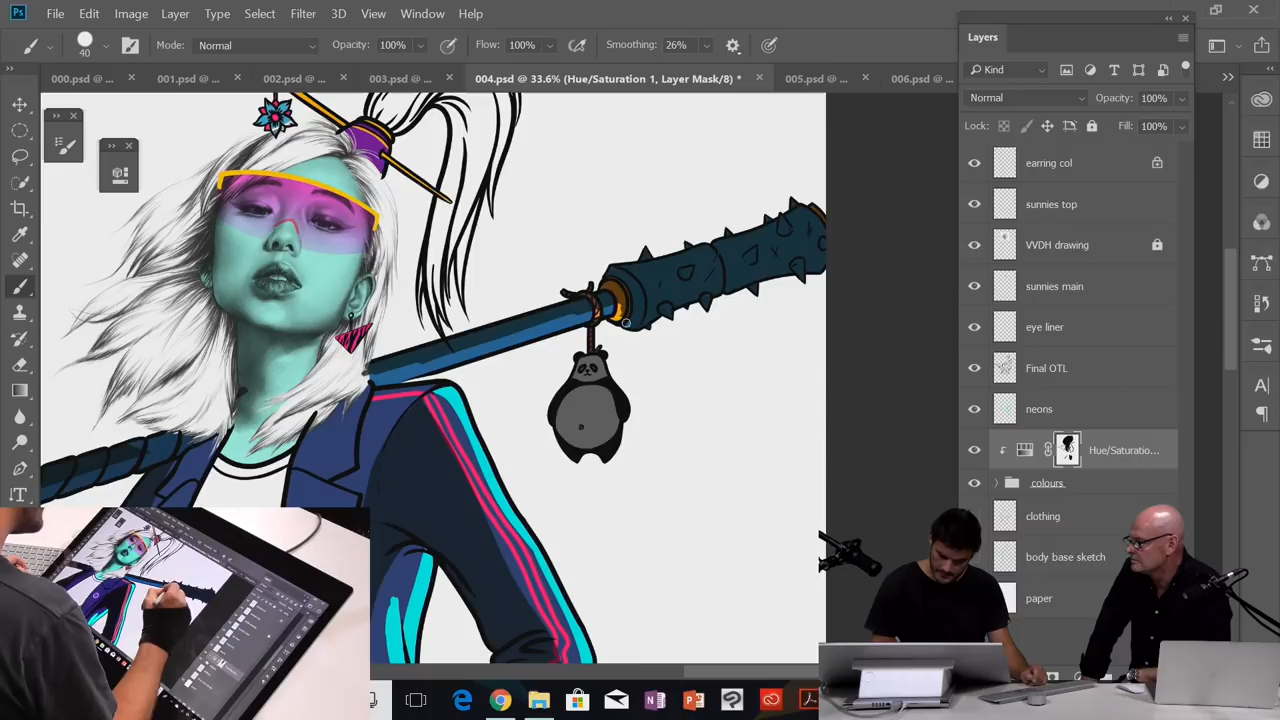 Ps File Edit Image Layer Type Select Filter 3D View Window Help
40 Mode: Normal Opacity: 100% Flow: 100% Smoothing: 26%
000.psd @ ... × 001.psd @ ... × 002.psd @ ... × 003.psd @ ... × 004.psd @ 33.6% (Hue/Saturation 1, Layer Mask/8) * × 005.psd @ ... × 006.psd @ ...
Layers
Kind
Normal Opacity: 100%
Lock: Fill: 100%
earring col
sunnies top
VVDH drawing
sunnies main
eye liner
Final OTL
neons
Hue/Saturatio...
colours
clothing
body base sketch
paper